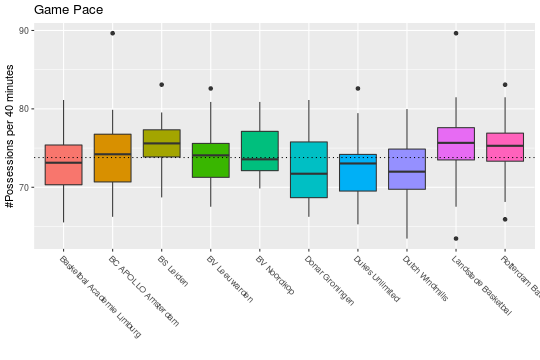 Game Pace
#Possessions per 40 minutes
90
80
70
Basketbal Academie Limburg
BC APOLLO Amsterdam
BS Leiden
BV Leeuwarden
BV Noordkop
Donar Groningen
Dukes Unlimited
Dutch Windmills
Landstede Basketbal
Rotterdam Bas